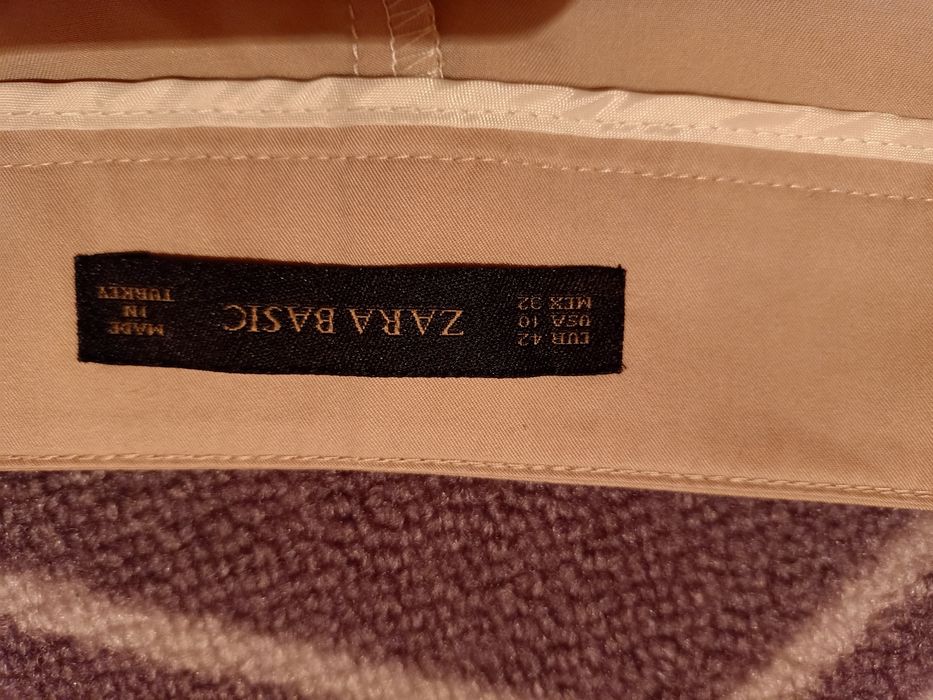 EUR 42
USA 10
MEX 32
ZARA BASIC
MADE
IN
TURKEY